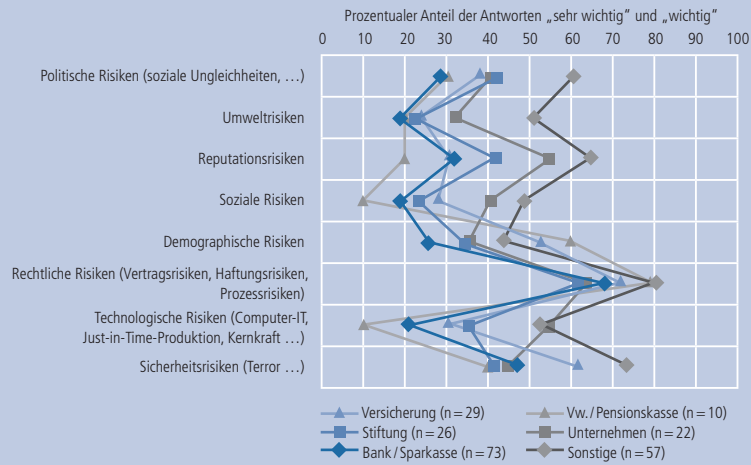 Prozentualer Anteil der Antworten „sehr wichtig“ und „wichtig“
0 10 20 30 40 50 60 70 80 90 100
Politische Risiken (soziale Ungleichheiten, …)
Umweltrisiken
Reputationsrisiken
Soziale Risiken
Demographische Risiken
Rechtliche Risiken (Vertragsrisiken, Haftungsrisiken,
Prozessrisiken)
Technologische Risiken (Computer-IT,
Just-in-Time-Produktion, Kernkraft …)
Sicherheitsrisiken (Terror …)
Versicherung (n = 29)
Vw. / Pensionskasse (n = 10)
Stiftung (n = 26)
Unternehmen (n = 22)
Bank / Sparkasse (n = 73)
Sonstige (n = 57)